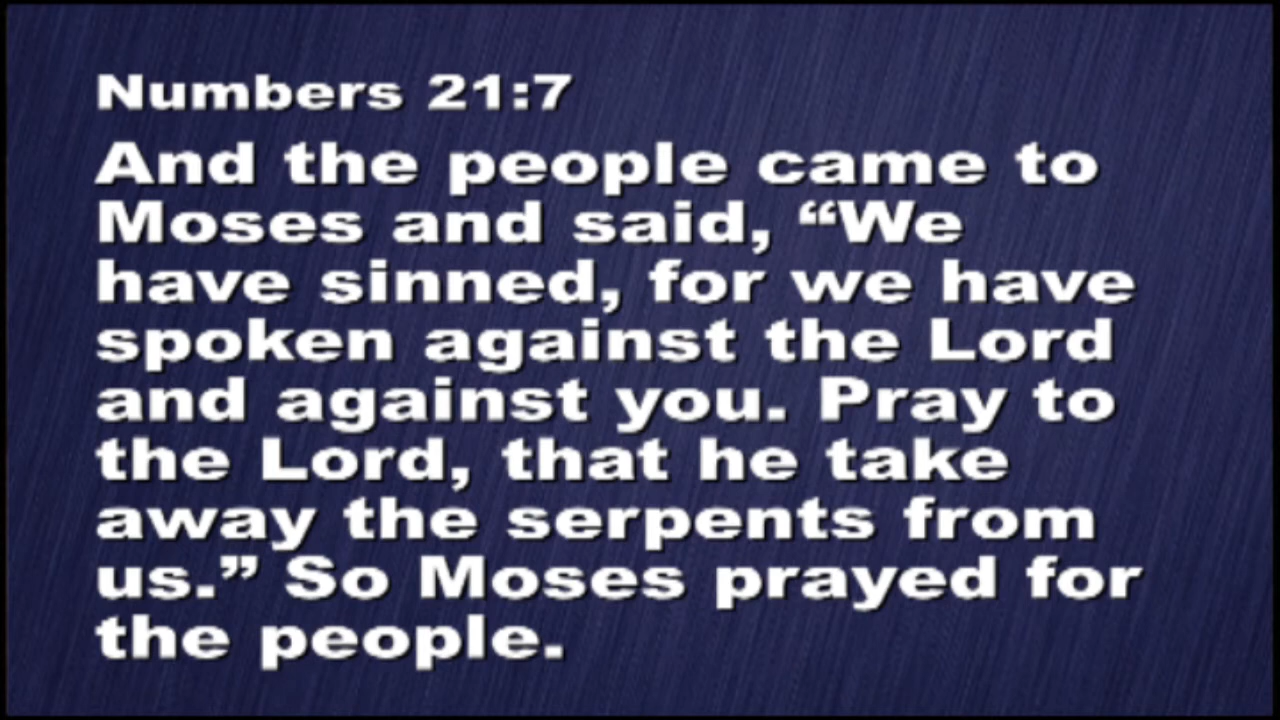 Numbers 21:7
And the people came to
Moses and said, “We
have sinned, for we have
spoken against the Lord
and against you. Pray to
the Lord, that he take
away the serpents from
us.” So Moses prayed for
the people.